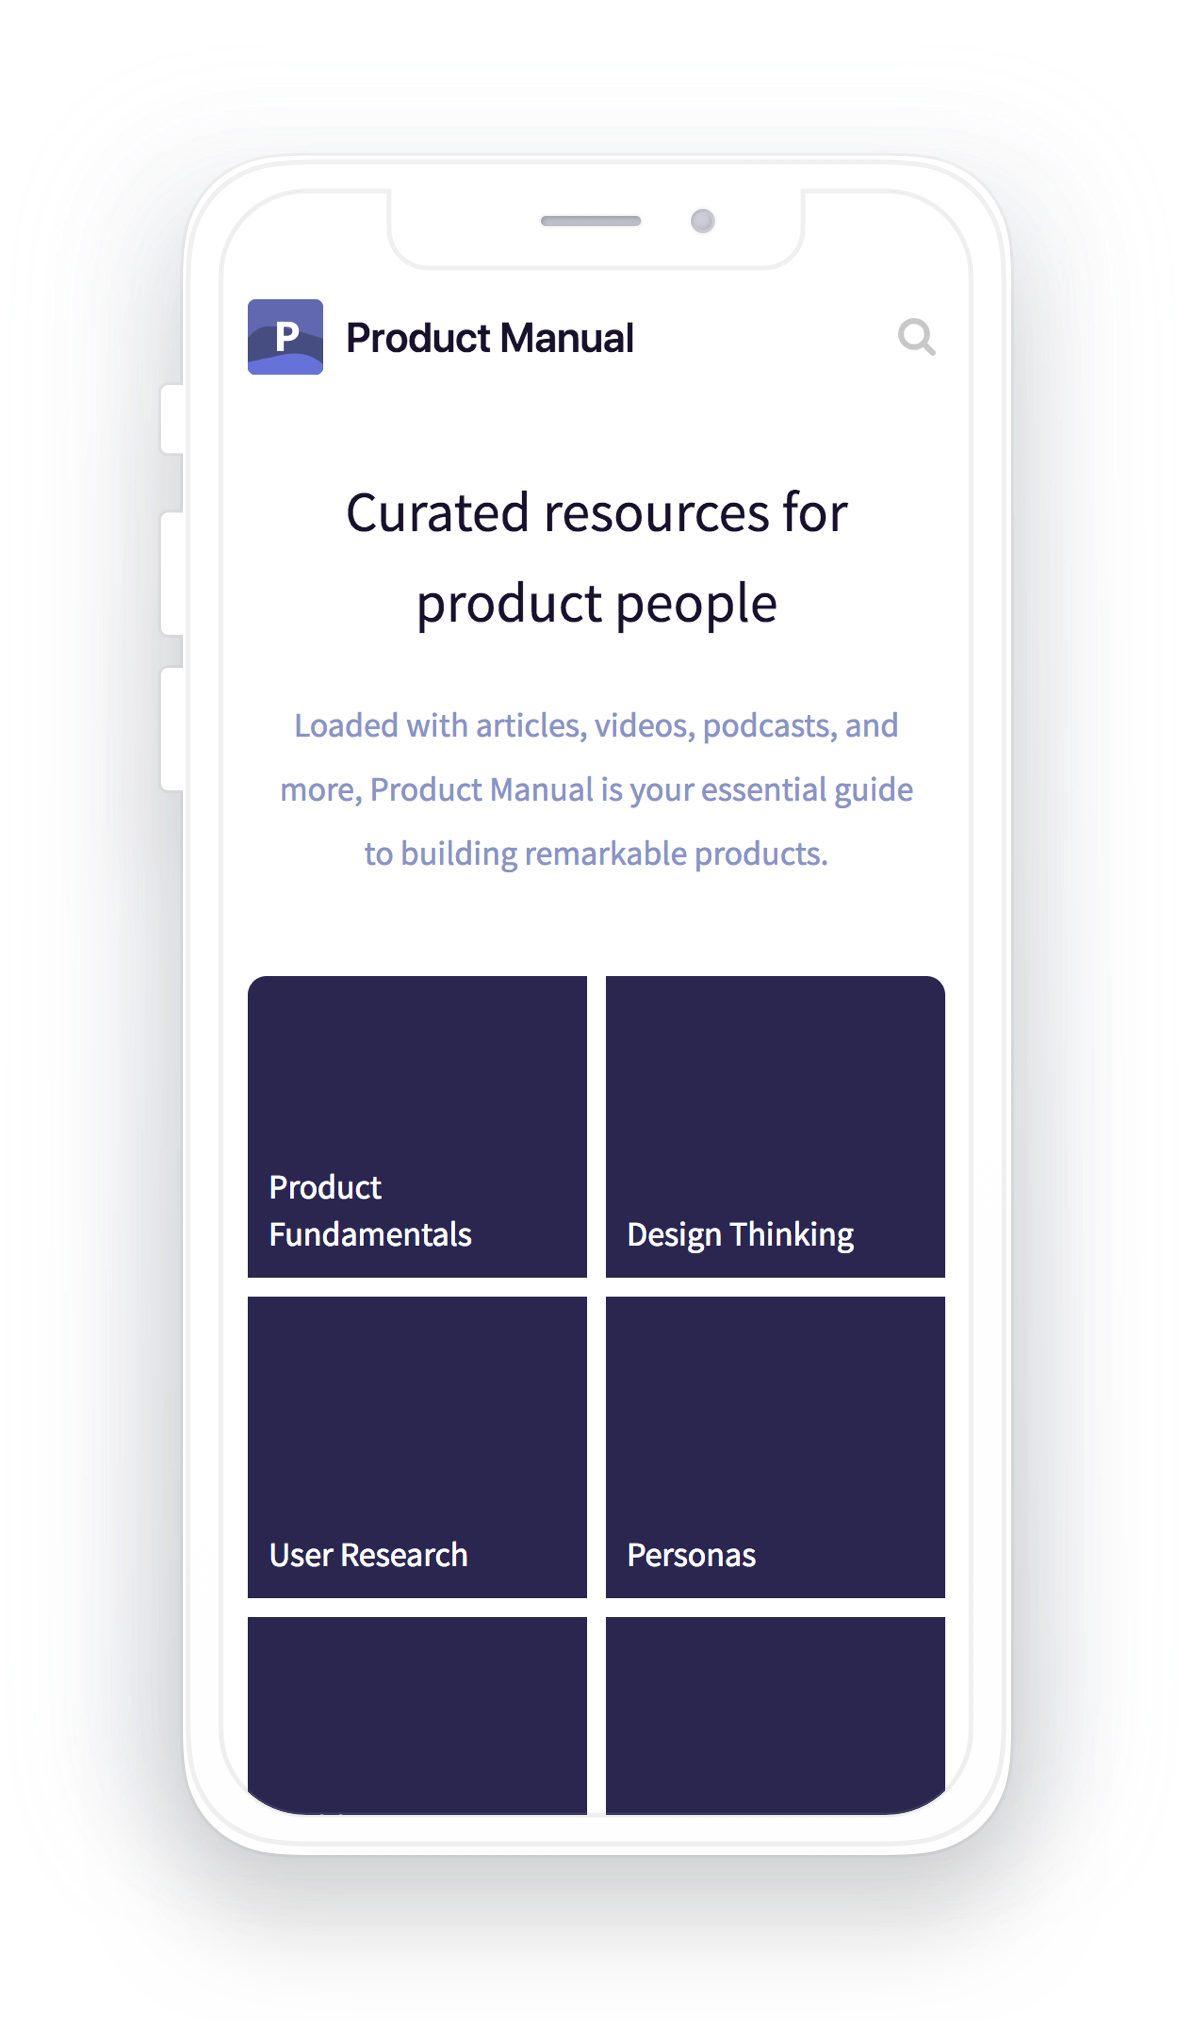 P
Product Manual
Curated resources for
product people
Loaded with articles, videos, podcasts, and
more, Product Manual is your essential guide
to building remarkable products.
Product
Fundamentals
Design Thinking
User Research
Personas